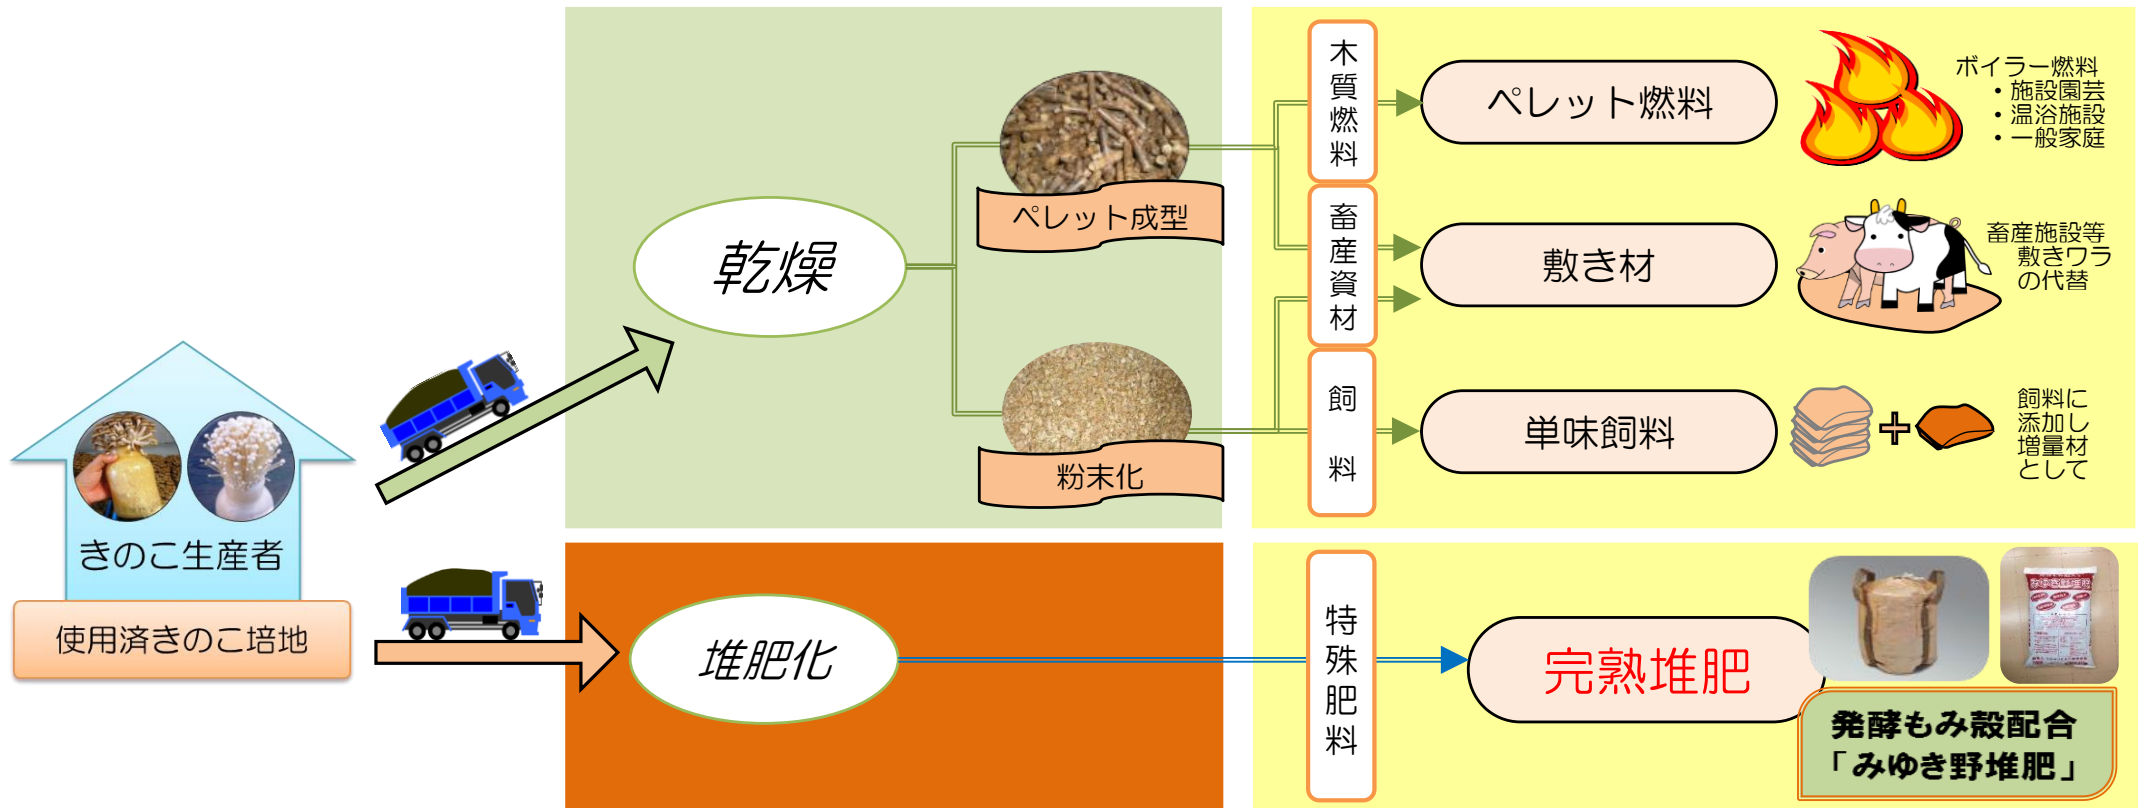 きのこ生産者
使用済きのこ培地
乾燥
ペレット成型
粉末化
木質燃料
畜産資材
飼料
ペレット燃料
ボイラー燃料
・施設園芸
・温浴施設
・一般家庭
敷き材
畜産施設等
敷きワラ
の代替
単味飼料
飼料に
添加し
増量材
として
堆肥化
特殊肥料
完熟堆肥
みゆき野堆肥
発酵もみ殻配合
「みゆき野堆肥」